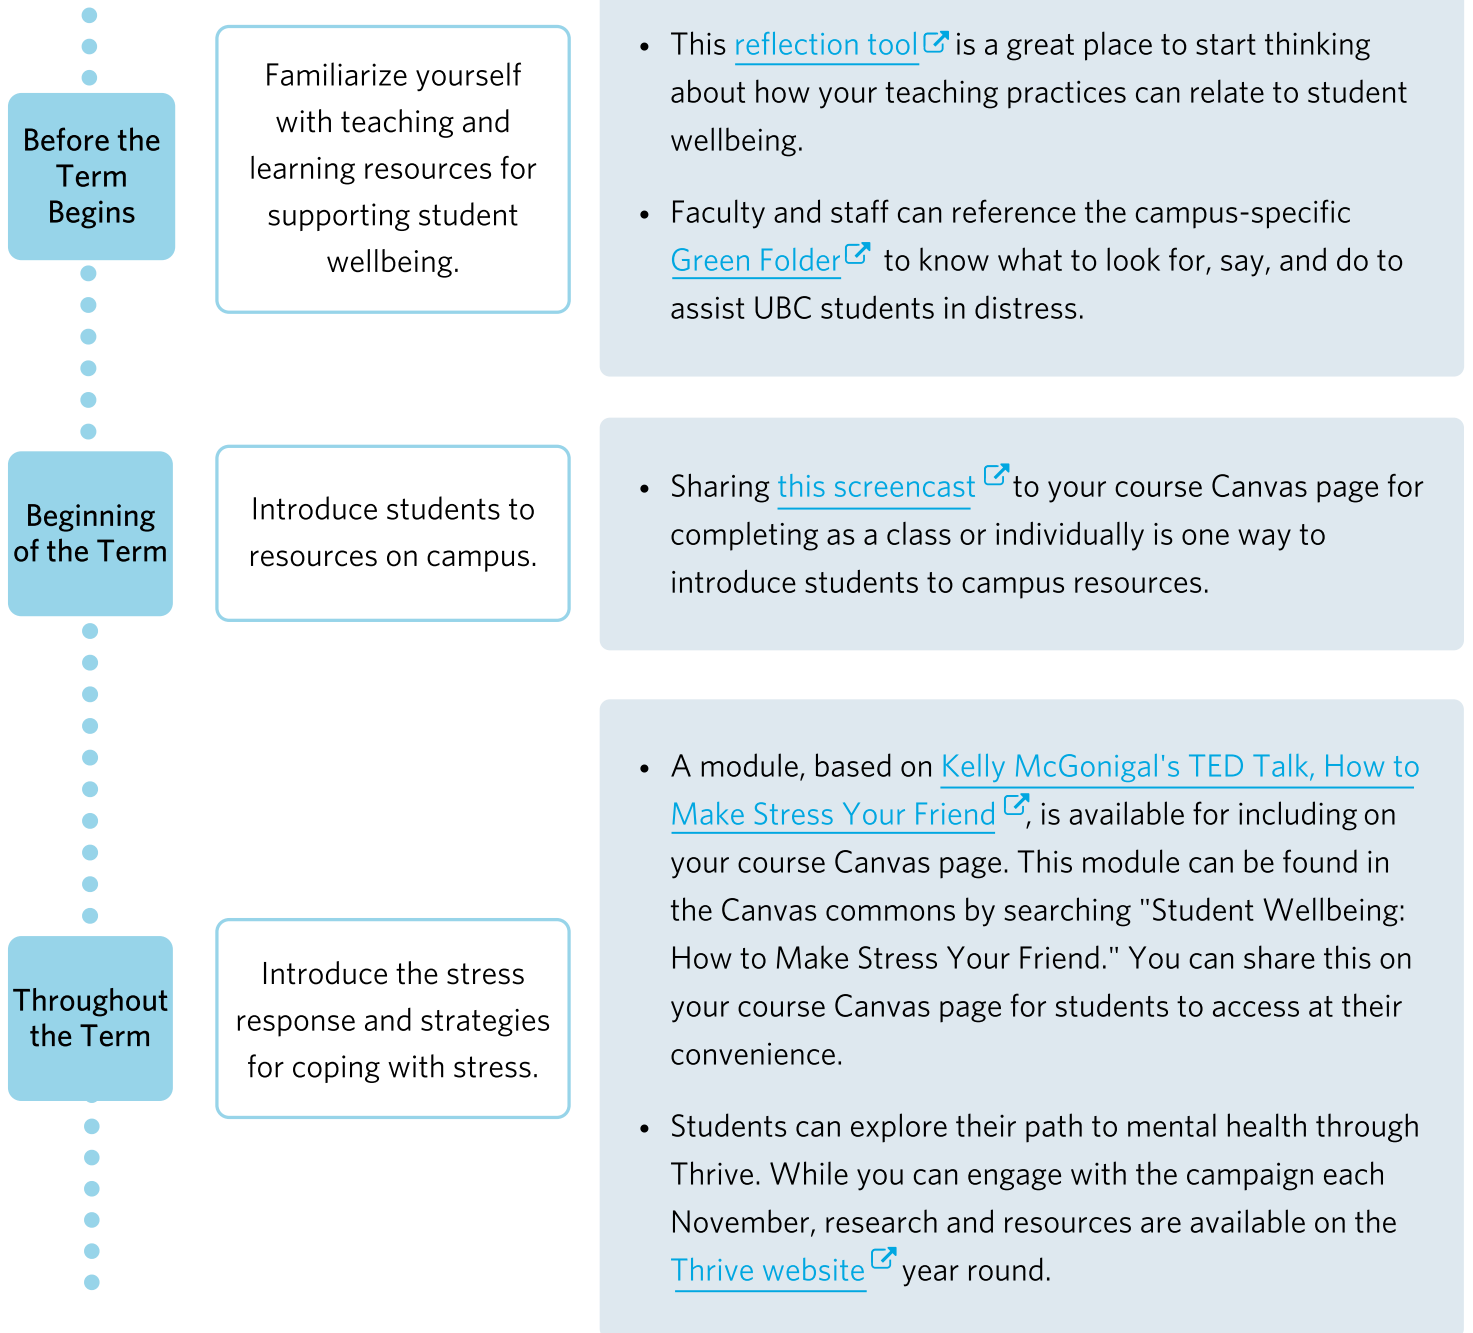 Before the
Term
Begins
Familiarize yourself
with teaching and
learning resources for
supporting student
wellbeing.
• This reflection tool is a great place to start thinking
about how your teaching practices can relate to student
wellbeing.
• Faculty and staff can reference the campus-specific
Green Folder to know what to look for, say, and do to
assist UBC students in distress.
Beginning
of the Term
Introduce students to
resources on campus.
• Sharing this screencast to your course Canvas page for
completing as a class or individually is one way to
introduce students to campus resources.
Throughout
the Term
Introduce the stress
response and strategies
for coping with stress.
• A module, based on Kelly McGonigal's TED Talk, How to
Make Stress Your Friend, is available for including on
your course Canvas page. This module can be found in
the Canvas commons by searching "Student Wellbeing:
How to Make Stress Your Friend." You can share this on
your course Canvas page for students to access at their
convenience.
• Students can explore their path to mental health through
Thrive. While you can engage with the campaign each
November, research and resources are available on the
Thrive website year round.